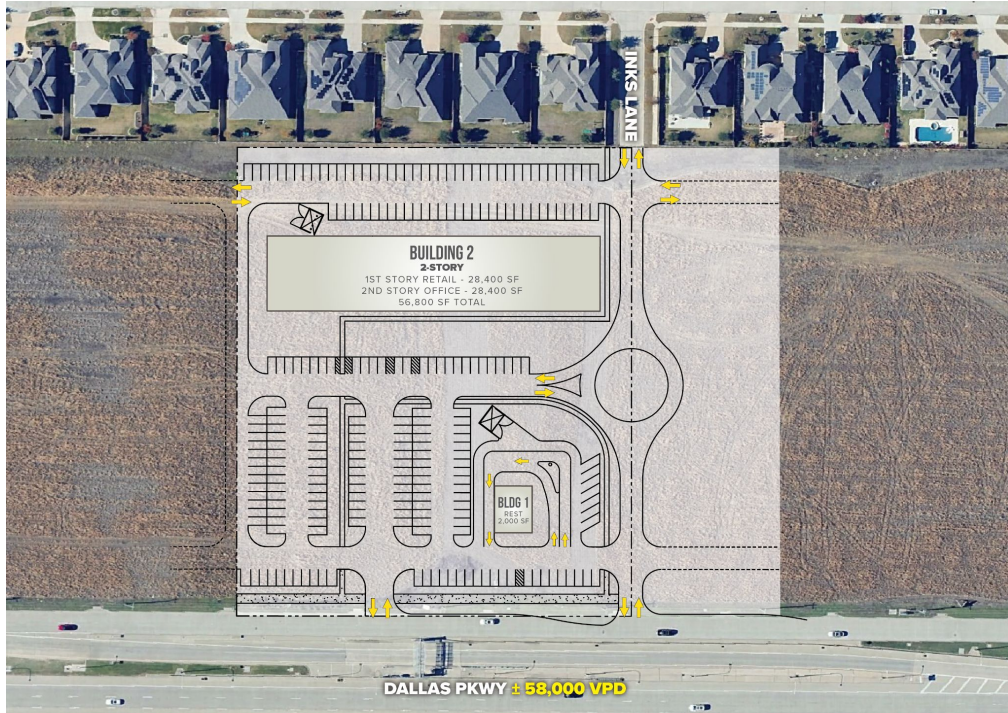 INKS LANE
BUILDING 2
2-STORY
1ST STORY RETAIL - 28,400 SF
2ND STORY OFFICE - 28,400 SF
56,800 SF TOTAL
BLDG 1
REST
2,000 SF
DALLAS PKWY ± 58,000 VPD